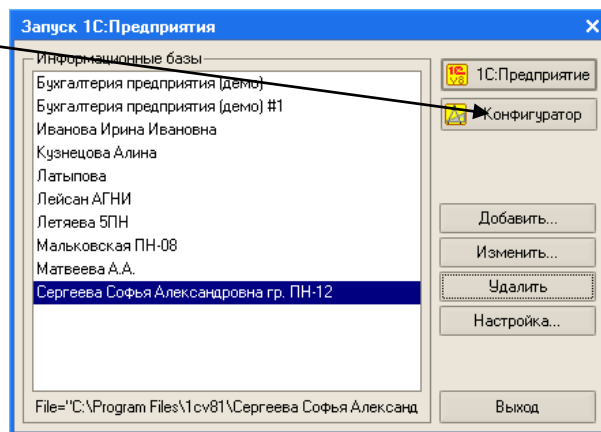 Запуск 1С:Предприятия
Информационные базы
Бухгалтерия предприятия (демо)
Бухгалтерия предприятия (демо) #1
Иванова Ирина Ивановна
Кузнецова Алина
Латыпова
Лейсан АГНИ
Летяева 5ПН
Мальковская ПН-08
Матвеева А.А.
Сергеева Софья Александровна гр. ПН-12
File="C:\Program Files\1cv81\Сергеева Софья Александ
1С:Предприятие
Конфигуратор
Добавить...
Изменить...
Удалить
Настройка...
Выход